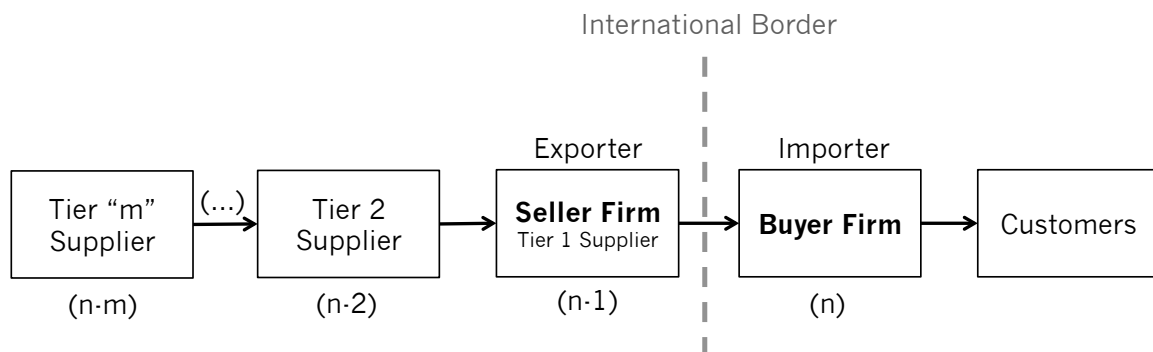 International Border
Exporter
Importer
Tier “m”
Supplier
(...)
Tier 2
Supplier
Seller Firm
Tier 1 Supplier
Buyer Firm
Customers
(n-m)
(n-2)
(n-1)
(n)